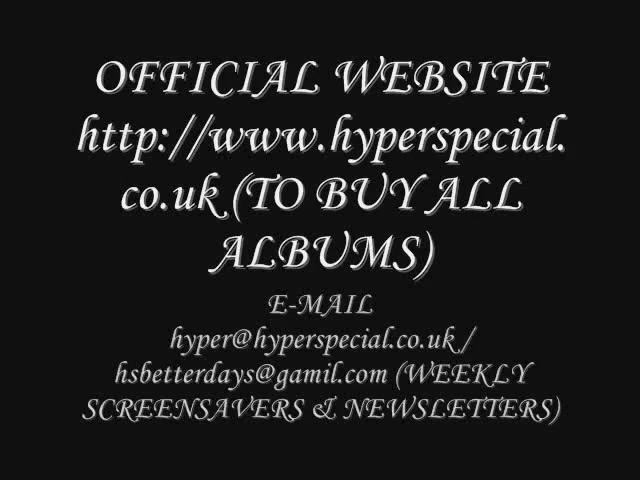 OFFICIAL WEBSITE
http://www.hyperspecial.
co.uk (TO BUY ALL
ALBUMS)
E-MAIL
hyper@hyperspecial.co.uk /
hsbetterdays@gamil.com (WEEKLY
SCREENSAVERS & NEWSLETTERS)